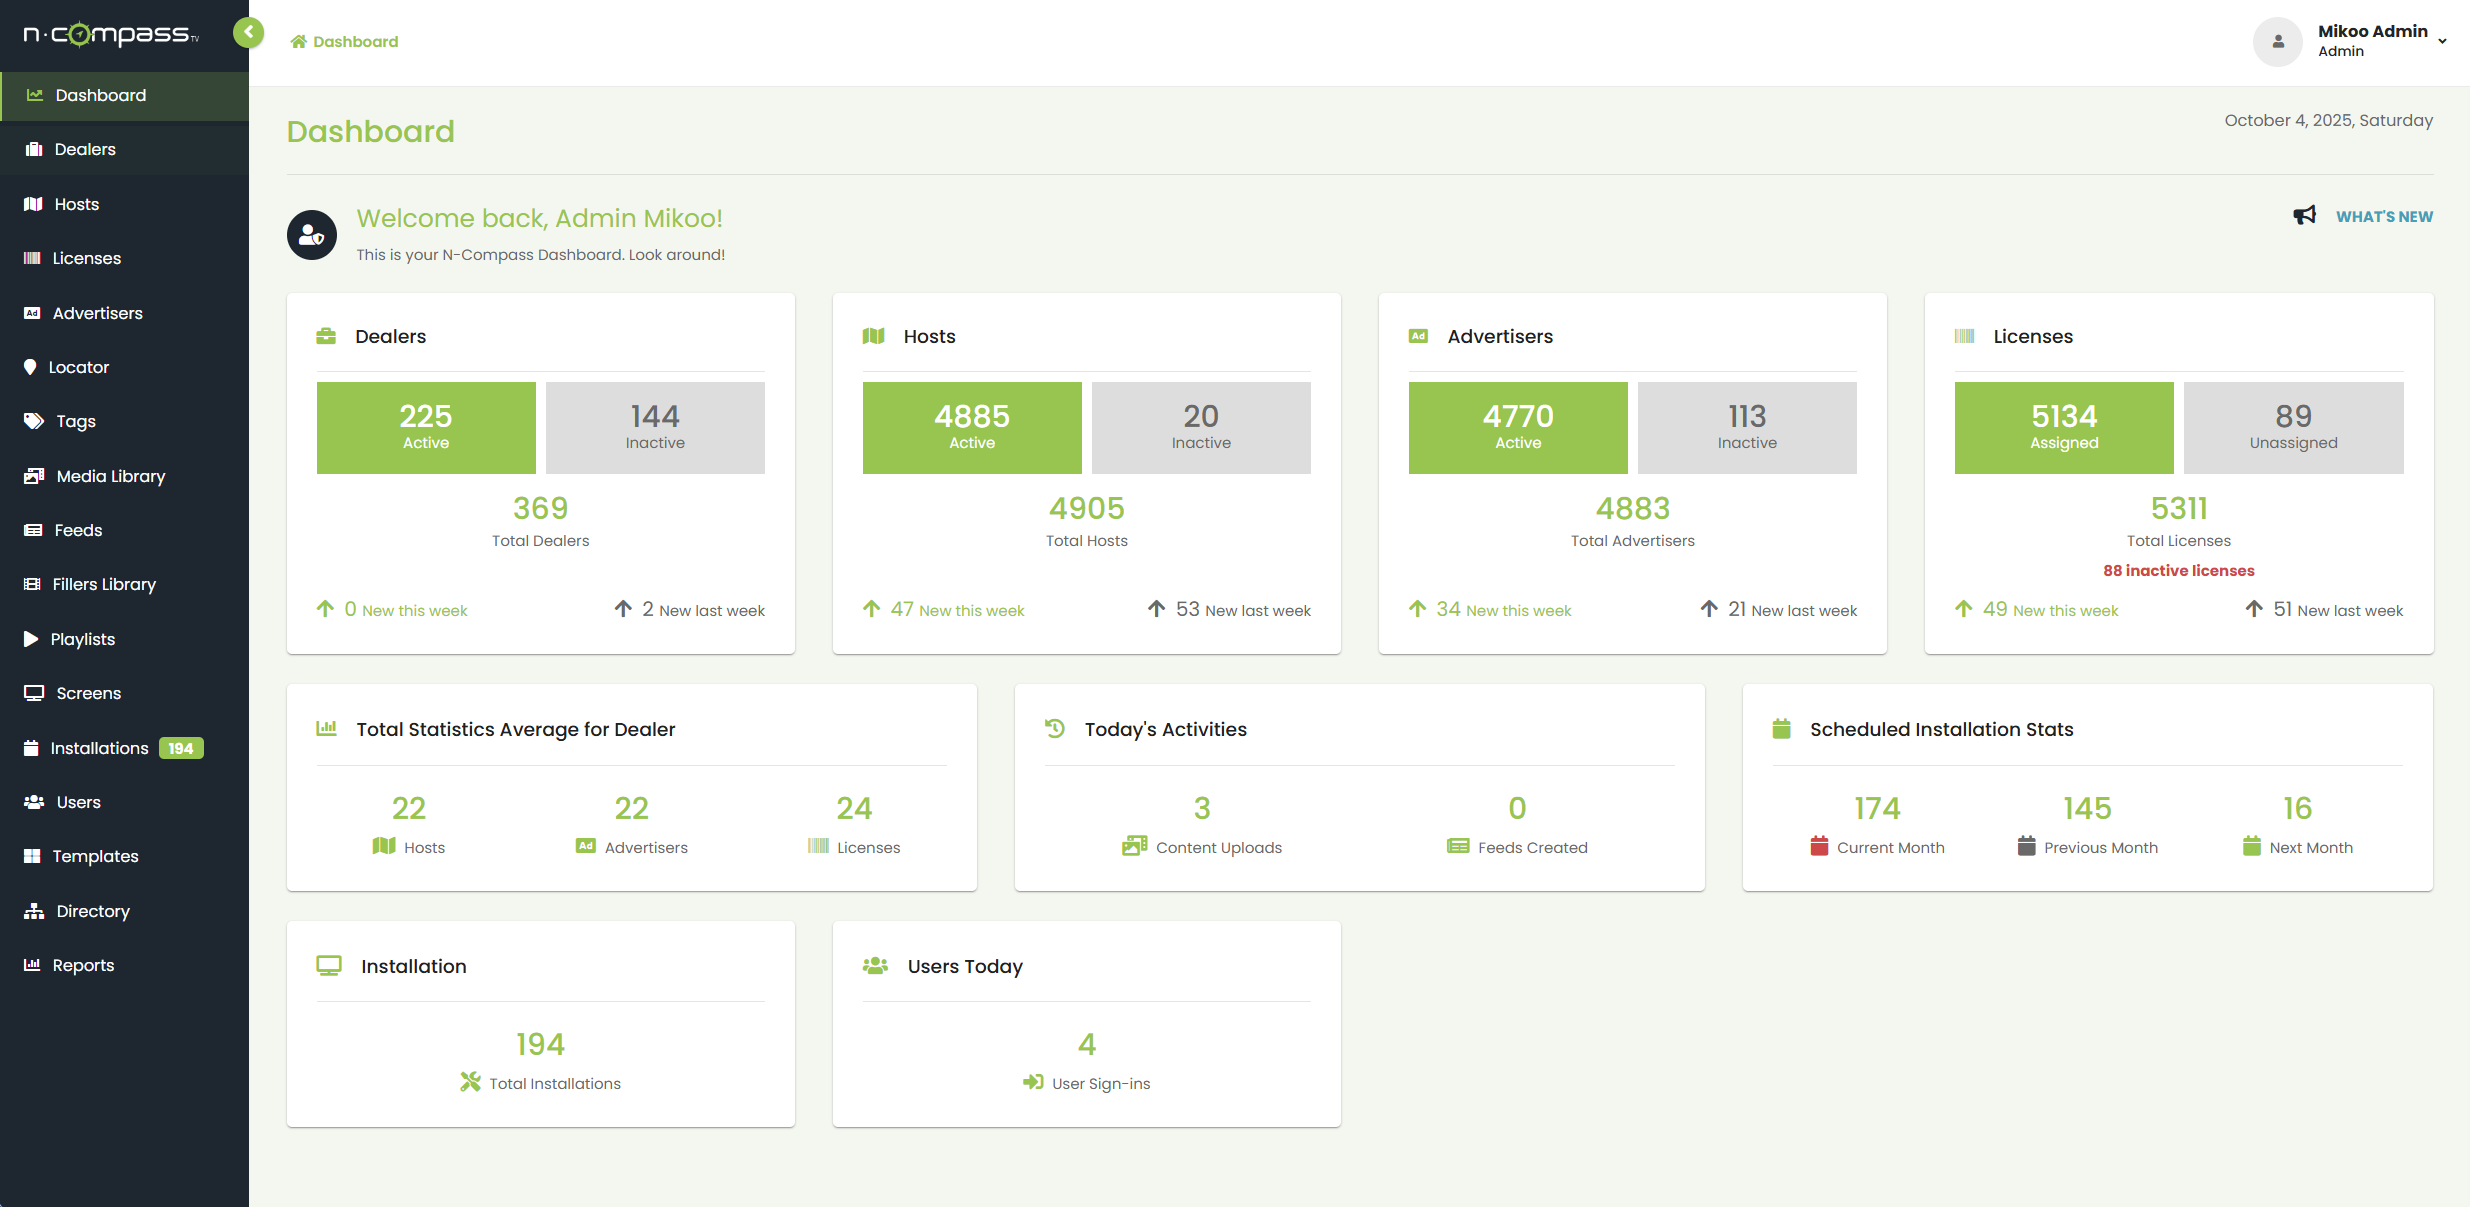 n·compass TV
Dashboard
Dealers
Hosts
Licenses
Advertisers
Locator
Tags
Media Library
Feeds
Fillers Library
Playlists
Screens
Installations 194
Users
Templates
Directory
Reports
Dashboard
Mikoo Admin
Admin
Dashboard
October 4, 2025, Saturday
Welcome back, Admin Mikoo!
This is your N-Compass Dashboard. Look around!
WHAT'S NEW
Dealers
225
Active
144
Inactive
369
Total Dealers
0 New this week
2 New last week
Hosts
4885
Active
20
Inactive
4905
Total Hosts
47 New this week
53 New last week
Ad Advertisers
4770
Active
113
Inactive
4883
Total Advertisers
34 New this week
21 New last week
Licenses
5134
Assigned
89
Unassigned
5311
Total Licenses
88 inactive licenses
49 New this week
51 New last week
Total Statistics Average for Dealer
22
Hosts
22
Ad Advertisers
24
Licenses
Today's Activities
3
Content Uploads
0
Feeds Created
Scheduled Installation Stats
174
Current Month
145
Previous Month
16
Next Month
Installation
194
Total Installations
Users Today
4
User Sign-ins